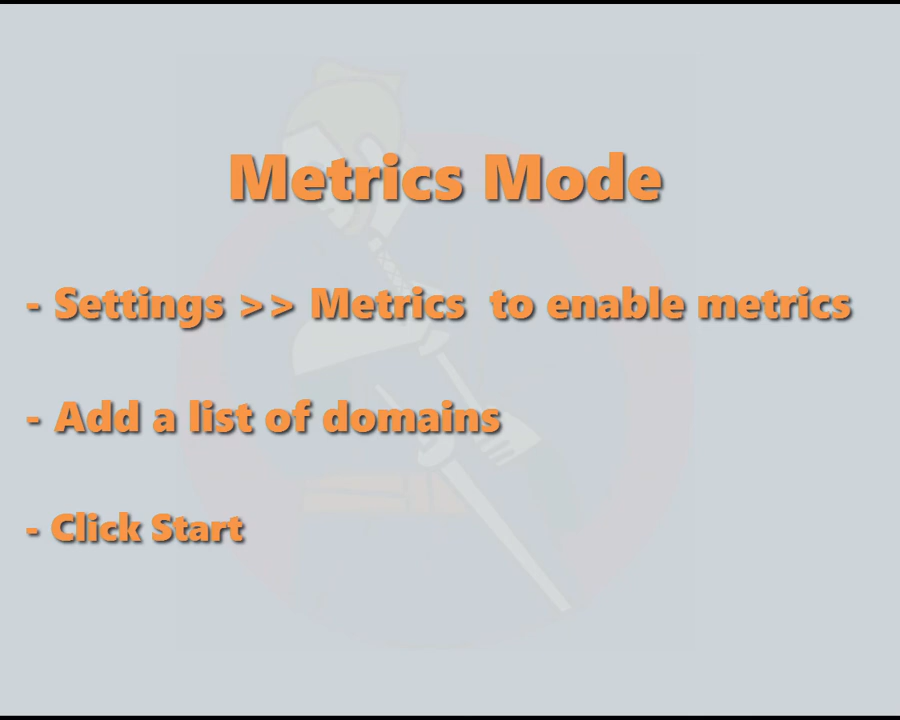 Metrics Mode
- Settings >> Metrics  to enable metrics
- Add a list of domains
- Click Start